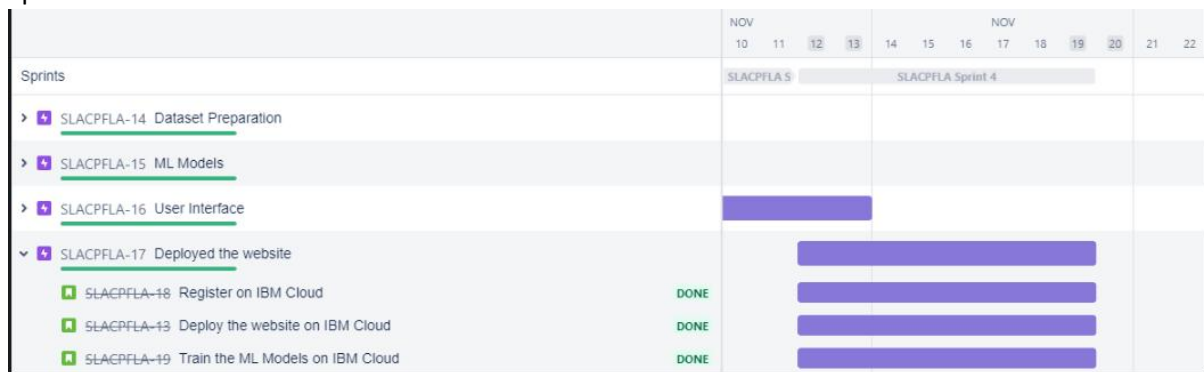 NOV NOV
10 11 12 13 14 15 16 17 18 19 20 21 22
Sprints SLACPFLA S SLACPFLA Sprint 4
SLACPFLA-14 Dataset Preparation
SLACPFLA-15 ML Models
SLACPFLA-16 User Interface
SLACPFLA-17 Deployed the website
SLACPFLA-18 Register on IBM Cloud DONE
SLACPFLA-13 Deploy the website on IBM Cloud DONE
SLACPFLA-19 Train the ML Models on IBM Cloud DONE